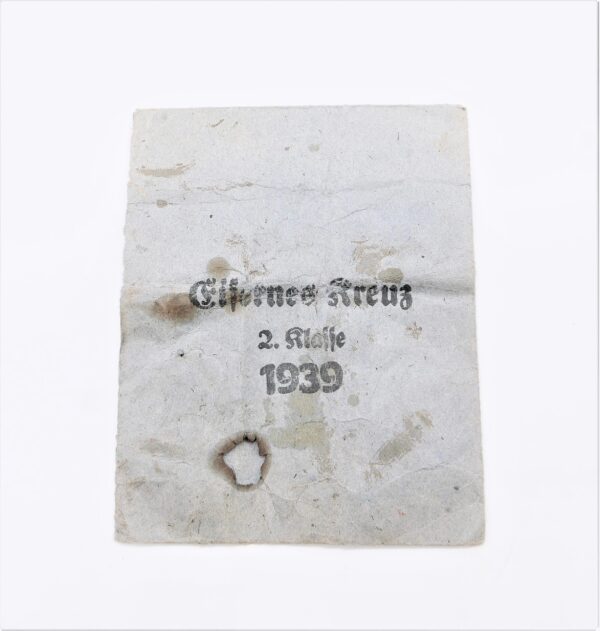 Eisernes Kreuz
2. Klasse
1939